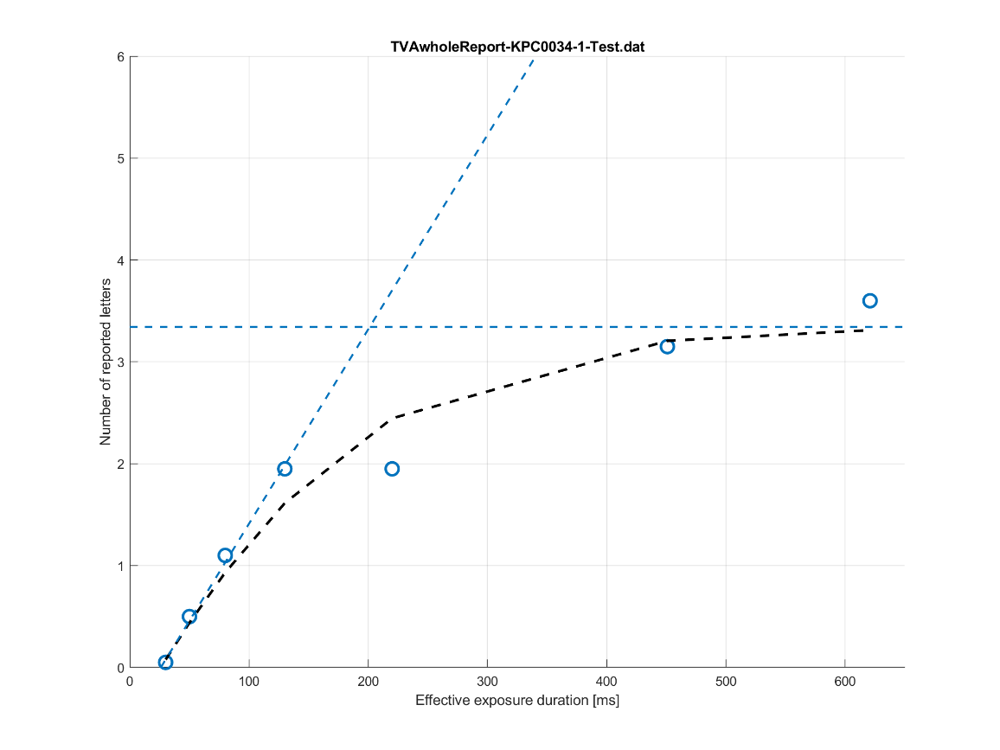 TVAwholeReport-KPC0034-1-Test.dat
6
5
4
3
2
1
0
Number of reported letters
0 100 200 300 400 500 600
Effective exposure duration [ms]